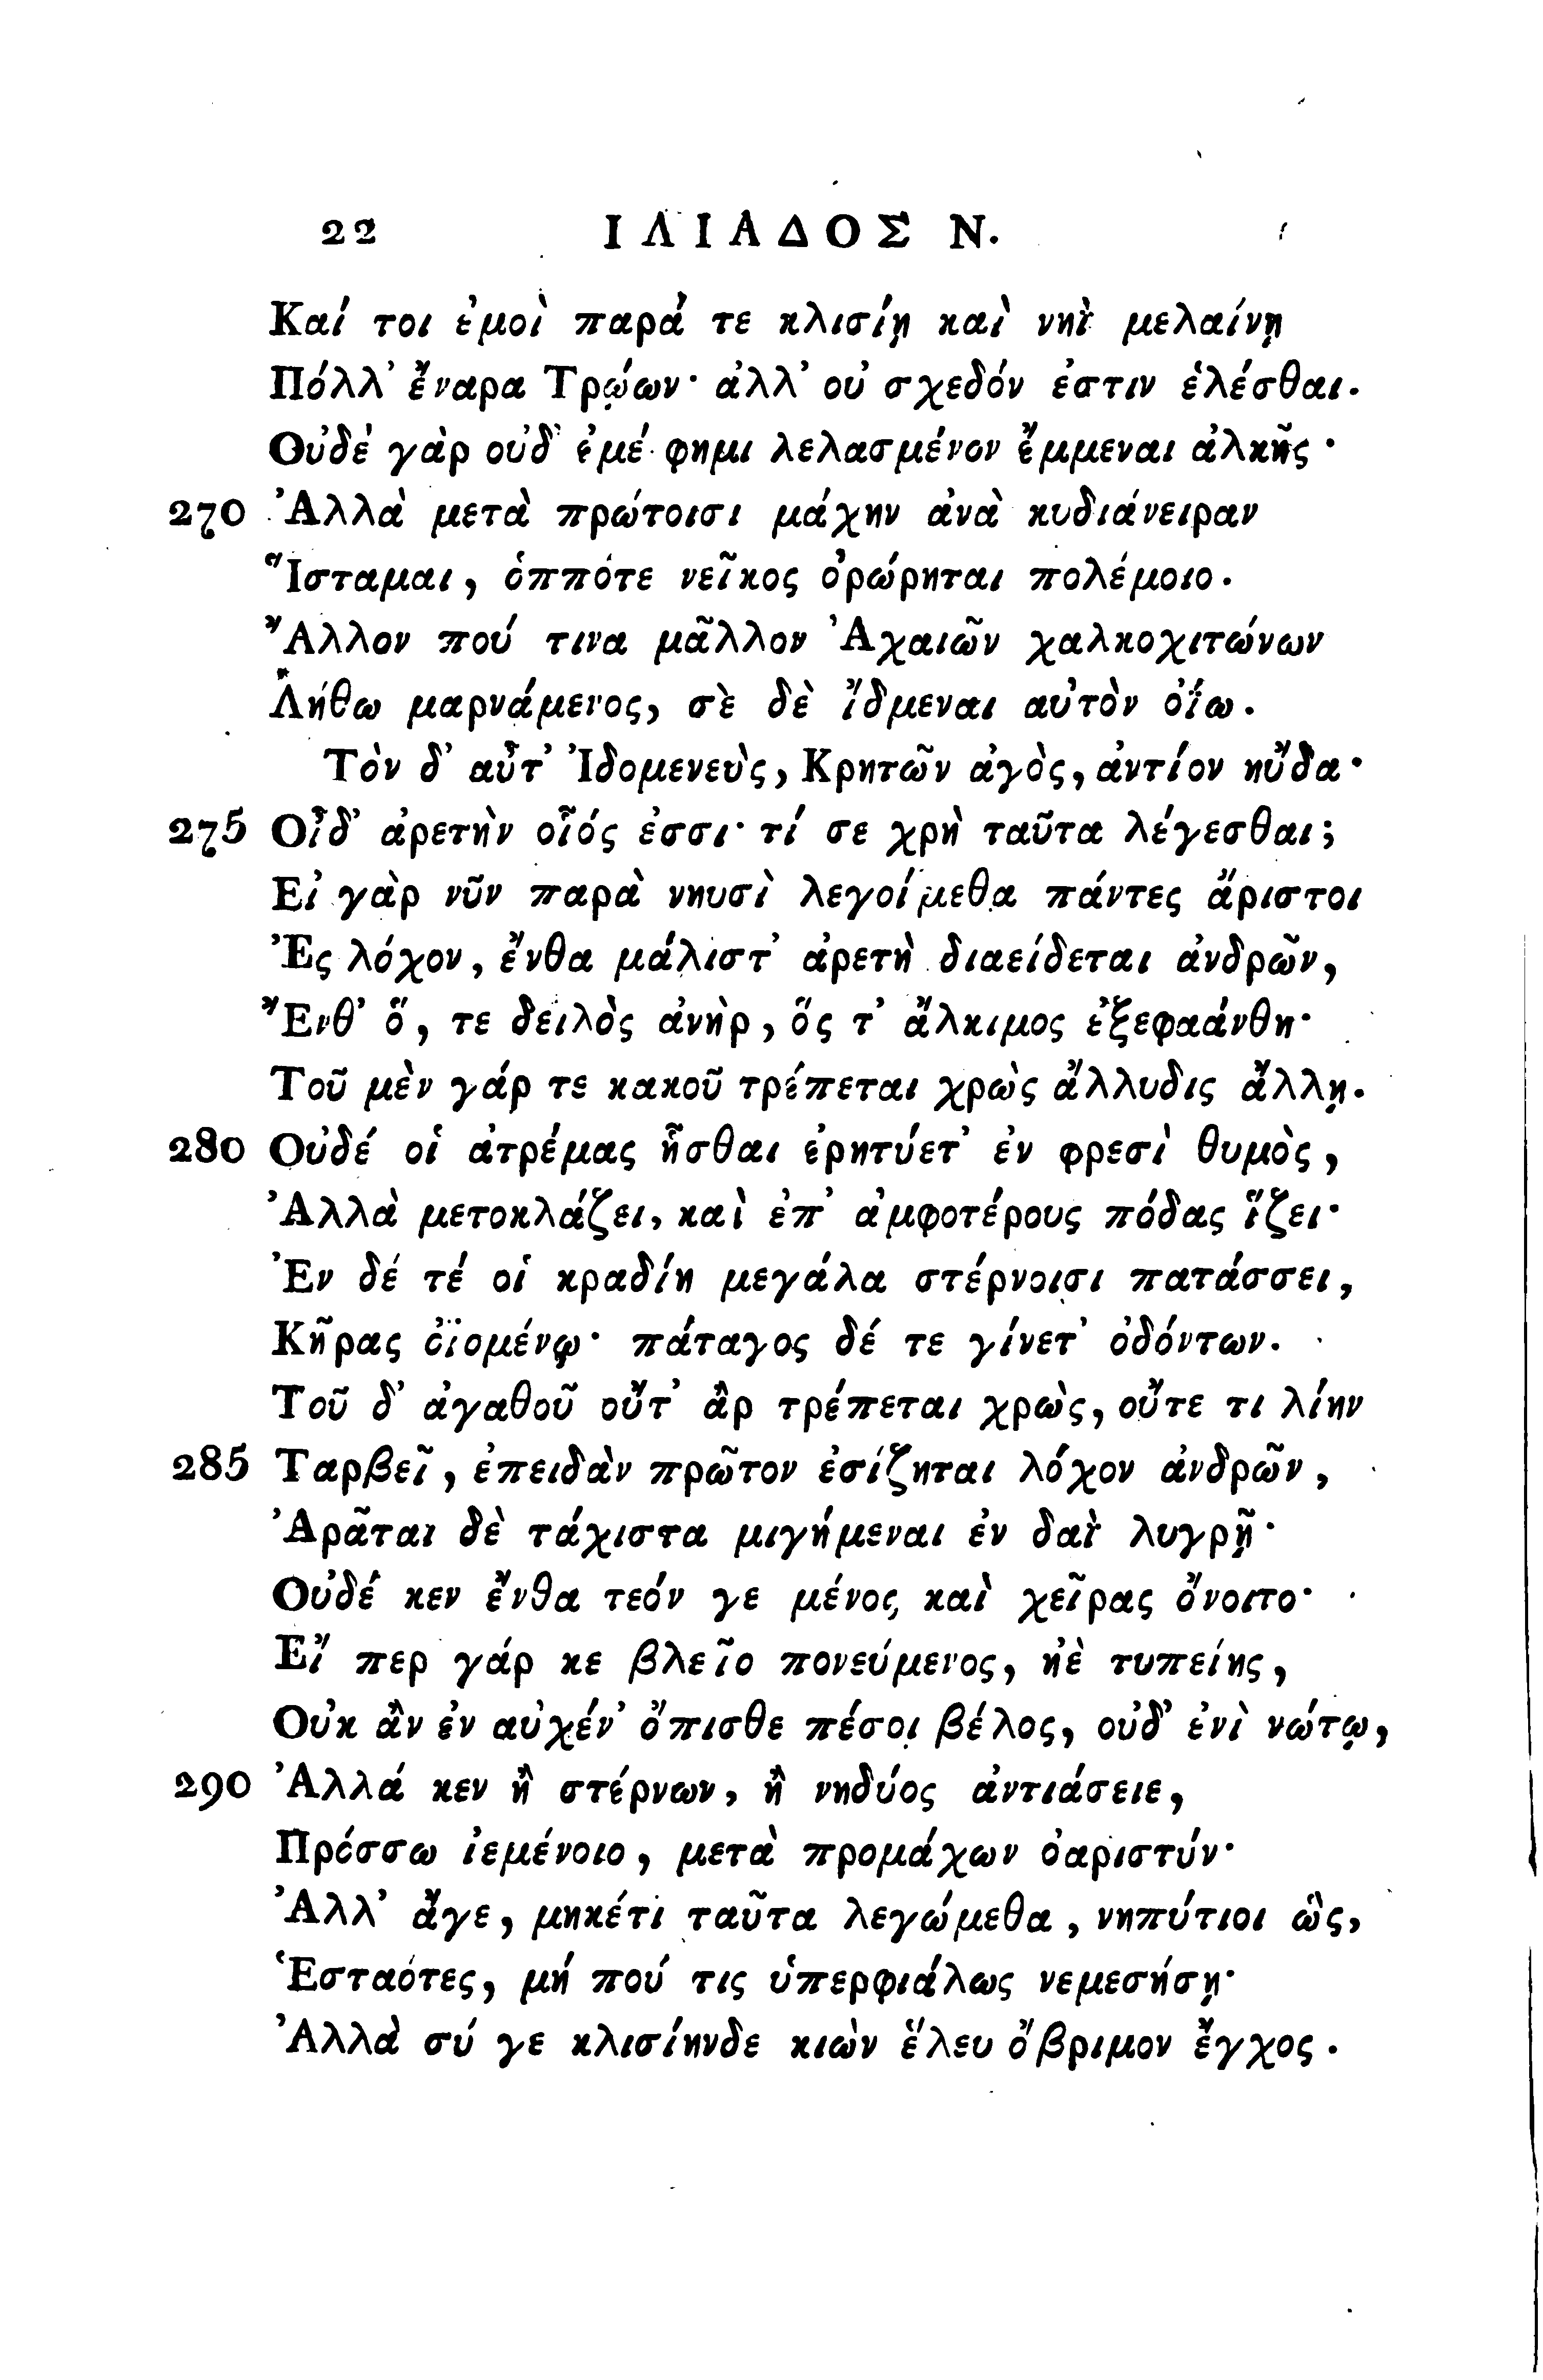 22 ΙΛΙΑΔΟΣ Ν.
Καί τοι ἐμοὶ παρά τε κλισίῃ καὶ νηῒ μελαίνῃ
Πόλλ᾽ ἔναρα Τρῴων· ἀλλ᾽ οὐ σχεδόν ἐστιν ἑλέσθαι.
Οὐδὲ γὰρ οὐδ᾽ ἐμέ φημι λελασμένον ἔμμεναι ἀλκῆς·
270 Ἀλλὰ μετὰ πρώτοισι μάχην ἀνὰ κυδιάνειραν
Ἵσταμαι, ὁππότε νεῖκος ὀρώρηται πολέμοιο.
Ἄλλον πού τινα μᾶλλον Ἀχαιῶν χαλκοχιτώνων
Λήθω μαρνάμενος, σὲ δὲ ἴδμεναι αὐτὸν ὀΐω.
Τὸν δ᾽ αὖτ᾽ Ἰδομενεὺς, Κρητῶν ἀγὸς, ἀντίον ηὔδα·
275 Οἶδ᾽ ἀρετὴν οἷός ἐσσι· τί σε χρὴ ταῦτα λέγεσθαι;
Εἰ γὰρ νῦν παρὰ νηυσὶ λεγοίμεθα πάντες ἄριστοι
Ἐς λόχον, ἔνθα μάλιστ᾽ ἀρετὴ διαείδεται ἀνδρῶν,
Ἔνθ᾽ ὅ, τε δειλὸς ἀνὴρ, ὅς τ᾽ ἄλκιμος ἐξεφαάνθη·
Τοῦ μὲν γάρ τε κακοῦ τρέπεται χρὼς ἄλλυδις ἄλλῃ.
280 Οὐδέ οἱ ἀτρέμας ἧσθαι ἐρητύετ᾽ ἐν φρεσὶ θυμὸς,
Ἀλλὰ μετοκλάζει, καὶ ἐπ᾽ ἀμφοτέρους πόδας ἵζει·
Ἐν δέ τέ οἱ κραδίη μεγάλα στέρνοισι πατάσσει,
Κῆρας ὀϊομένῳ· πάταγος δέ τε γίνετ᾽ ὀδόντων.
Τοῦ δ᾽ ἀγαθοῦ οὔτ᾽ ἂρ τρέπεται χρὼς, οὔτε τι λίην
285 Ταρβεῖ, ἐπειδὰν πρῶτον ἐσίζηται λόχον ἀνδρῶν,
Ἀρᾶται δὲ τάχιστα μιγήμεναι ἐν δαῒ λυγρῇ·
Οὐδέ κεν ἔνθα τεόν γε μένος, καὶ χεῖρας ὄνοιτο·
Εἴ περ γάρ κε βλεῖο πονεύμενος, ἠὲ τυπείης,
Οὐκ ἂν ἐν αὐχέν᾽ ὄπισθε πέσοι βέλος, οὐδ᾽ ἐνὶ νώτῳ,
290 Ἀλλά κεν ἢ στέρνων, ἢ νηδύος ἀντιάσειε,
Πρόσσω ἱεμένοιο, μετὰ προμάχων ὀαριστύν·
Ἀλλ᾽ ἄγε, μηκέτι ταῦτα λεγώμεθα, νηπύτιοι ὣς,
Ἑσταότες, μή πού τις ὑπερφιάλως νεμεσήσῃ·
Ἀλλὰ σύ γε κλισίηνδε κιὼν ἕλευ ὄβριμον ἔγχος.